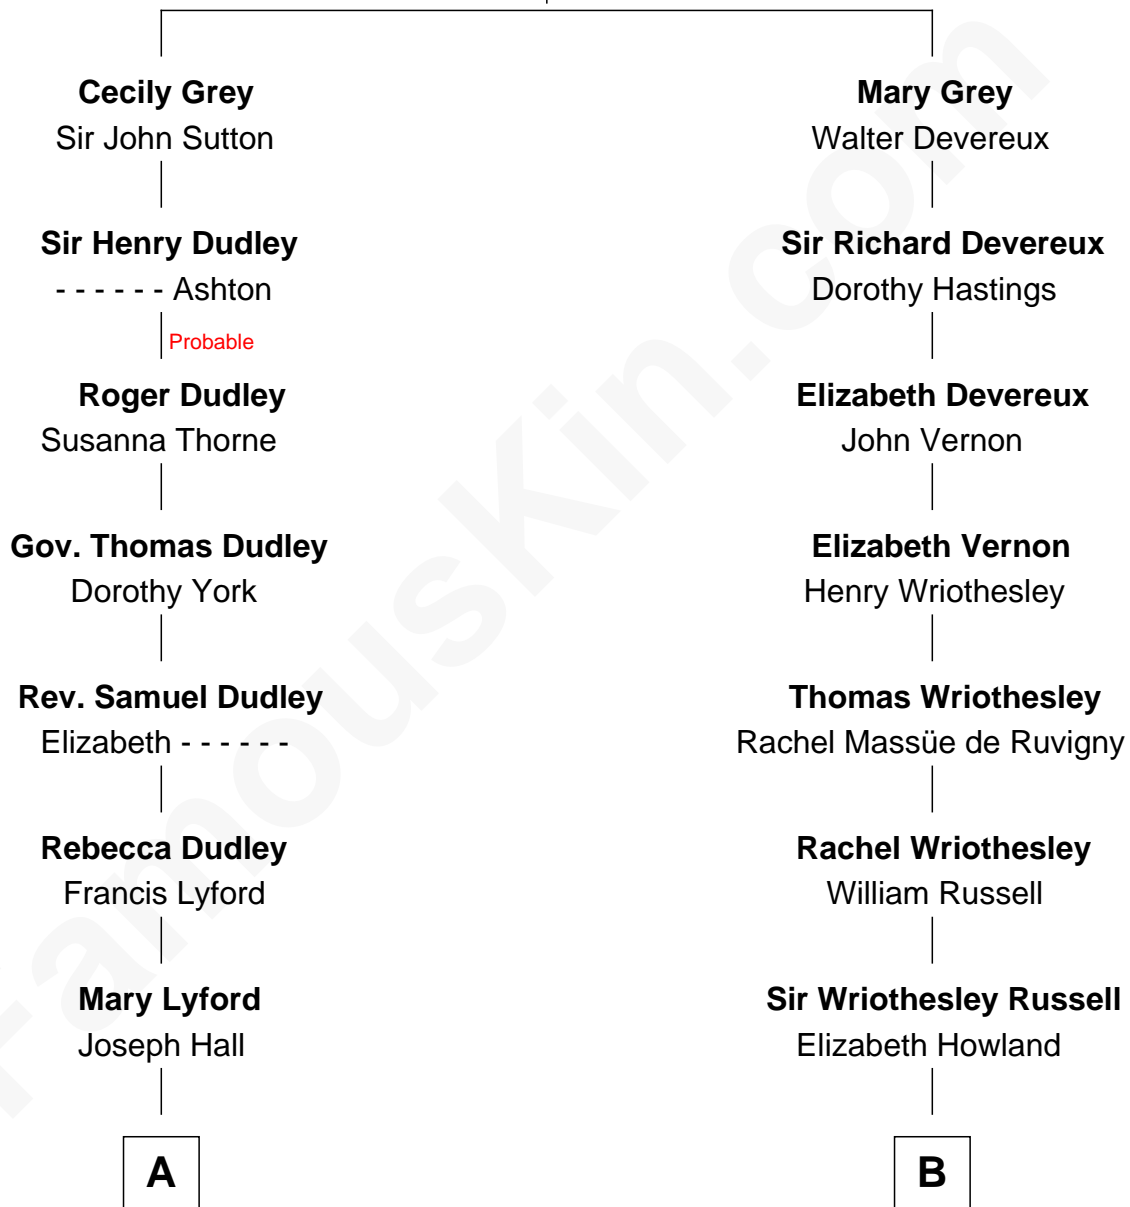 Cecily Grey
Sir John Sutton
Mary Grey
Walter Devereux
Sir Henry Dudley
- - - - - - Ashton
Sir Richard Devereux
Dorothy Hastings
Probable
Roger Dudley
Susanna Thorne
Elizabeth Devereux
John Vernon
Gov. Thomas Dudley
Dorothy York
Elizabeth Vernon
Henry Wriothesley
Rev. Samuel Dudley
Elizabeth - - - - - -
Thomas Wriothesley
Rachel Massüe de Ruvigny
Rebecca Dudley
Francis Lyford
Rachel Wriothesley
William Russell
Mary Lyford
Joseph Hall
Sir Wriothesley Russell
Elizabeth Howland
A
B
FamousKin.com